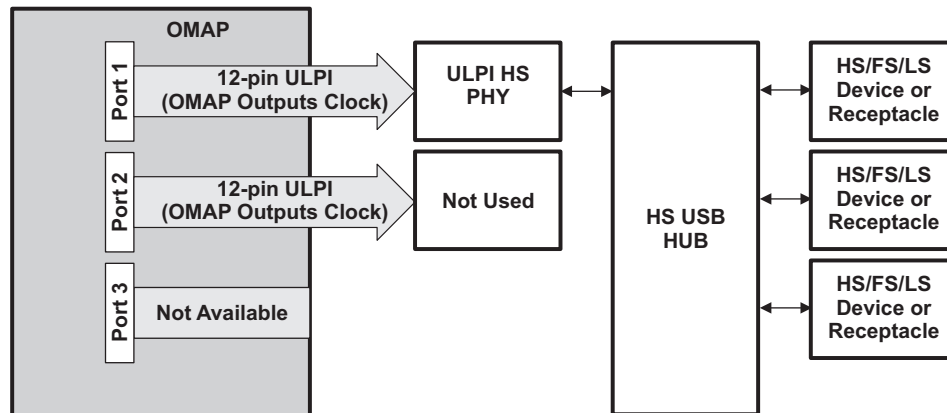 OMAP
Port 1
12-pin ULPI
(OMAP Outputs Clock)
ULPI HS
PHY
HS/FS/LS
Device or
Receptacle
Port 2
12-pin ULPI
(OMAP Outputs Clock)
Not Used
HS USB
HUB
HS/FS/LS
Device or
Receptacle
Port 3
Not Available
HS/FS/LS
Device or
Receptacle